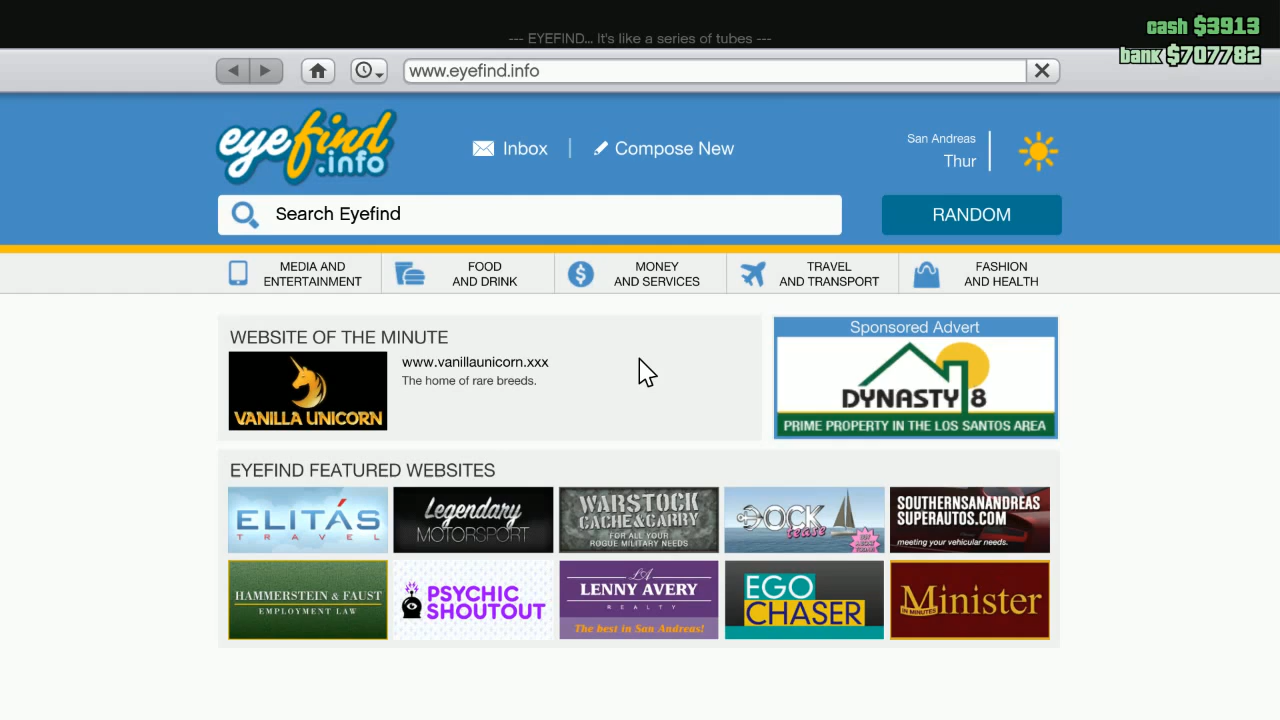 cash $3913
--- EYEFIND... It's like a series of tubes ---
bank $707782
www.eyefind.info
eyefind
.info
Inbox
Compose New
San Andreas
Thur
Search Eyefind
RANDOM
MEDIA AND
ENTERTAINMENT
FOOD
AND DRINK
MONEY
AND SERVICES
TRAVEL
AND TRANSPORT
FASHION
AND HEALTH
WEBSITE OF THE MINUTE
VANILLA UNICORN
www.vanillaunicorn.xxx
The home of rare breeds.
Sponsored Advert
DYNASTY 8
PRIME PROPERTY IN THE LOS SANTOS AREA
EYEFIND FEATURED WEBSITES
ELITÁS
TRAVEL
Legendary
MOTORSPORT
WARSTOCK
CACHE&CARRY
FOR ALL YOUR
ROGUE MILITARY NEEDS
DOCK
tease
SOUTHERNSANANDREAS
SUPERAUTOS.COM
meeting your vehicular needs.
HAMMERSTEIN & FAUST
EMPLOYMENT LAW
PSYCHIC
SHOUTOUT
LA
LENNY AVERY
REALTY
The best in San Andreas!
EGO
CHASER
IN MINUTES
Minister